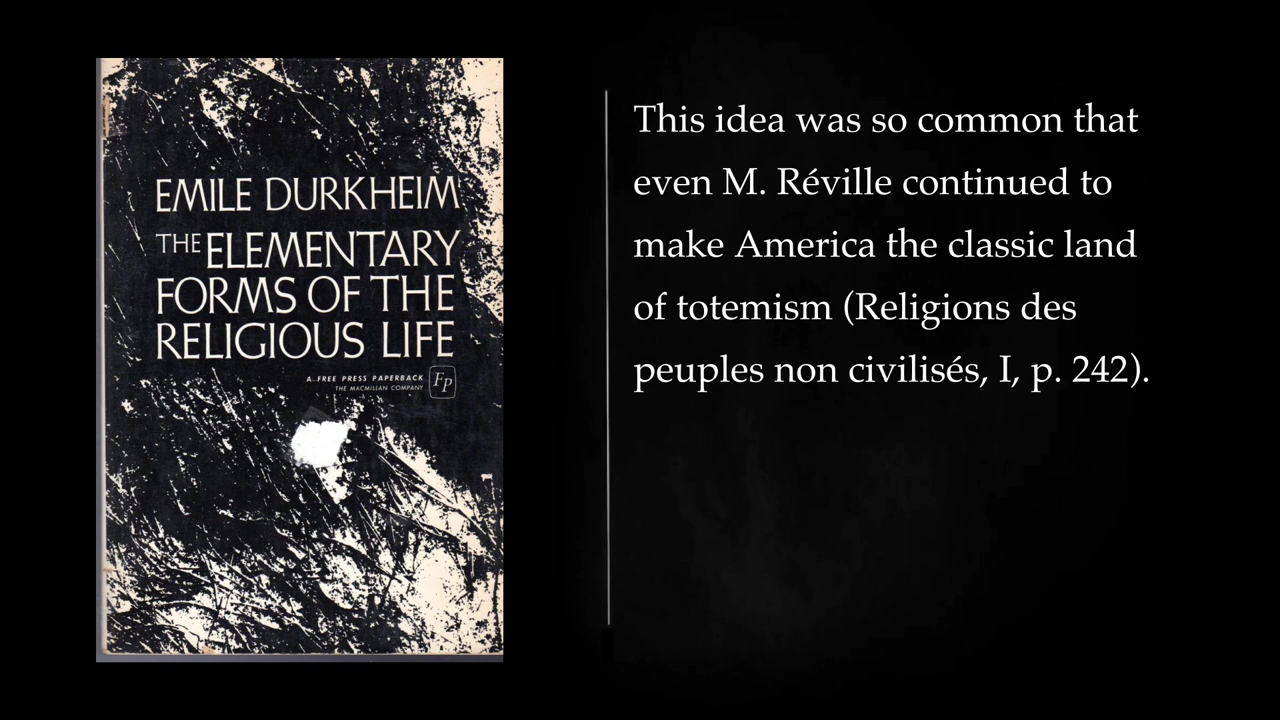 EMILE DURKHEIM
THE ELEMENTARY
FORMS OF THE
RELIGIOUS LIFE
A FREE PRESS PAPERBACK
THE MACMILLAN COMPANY
Fp
This idea was so common that
even M. Réville continued to
make America the classic land
of totemism (Religions des
peuples non civilisés, I, p. 242).